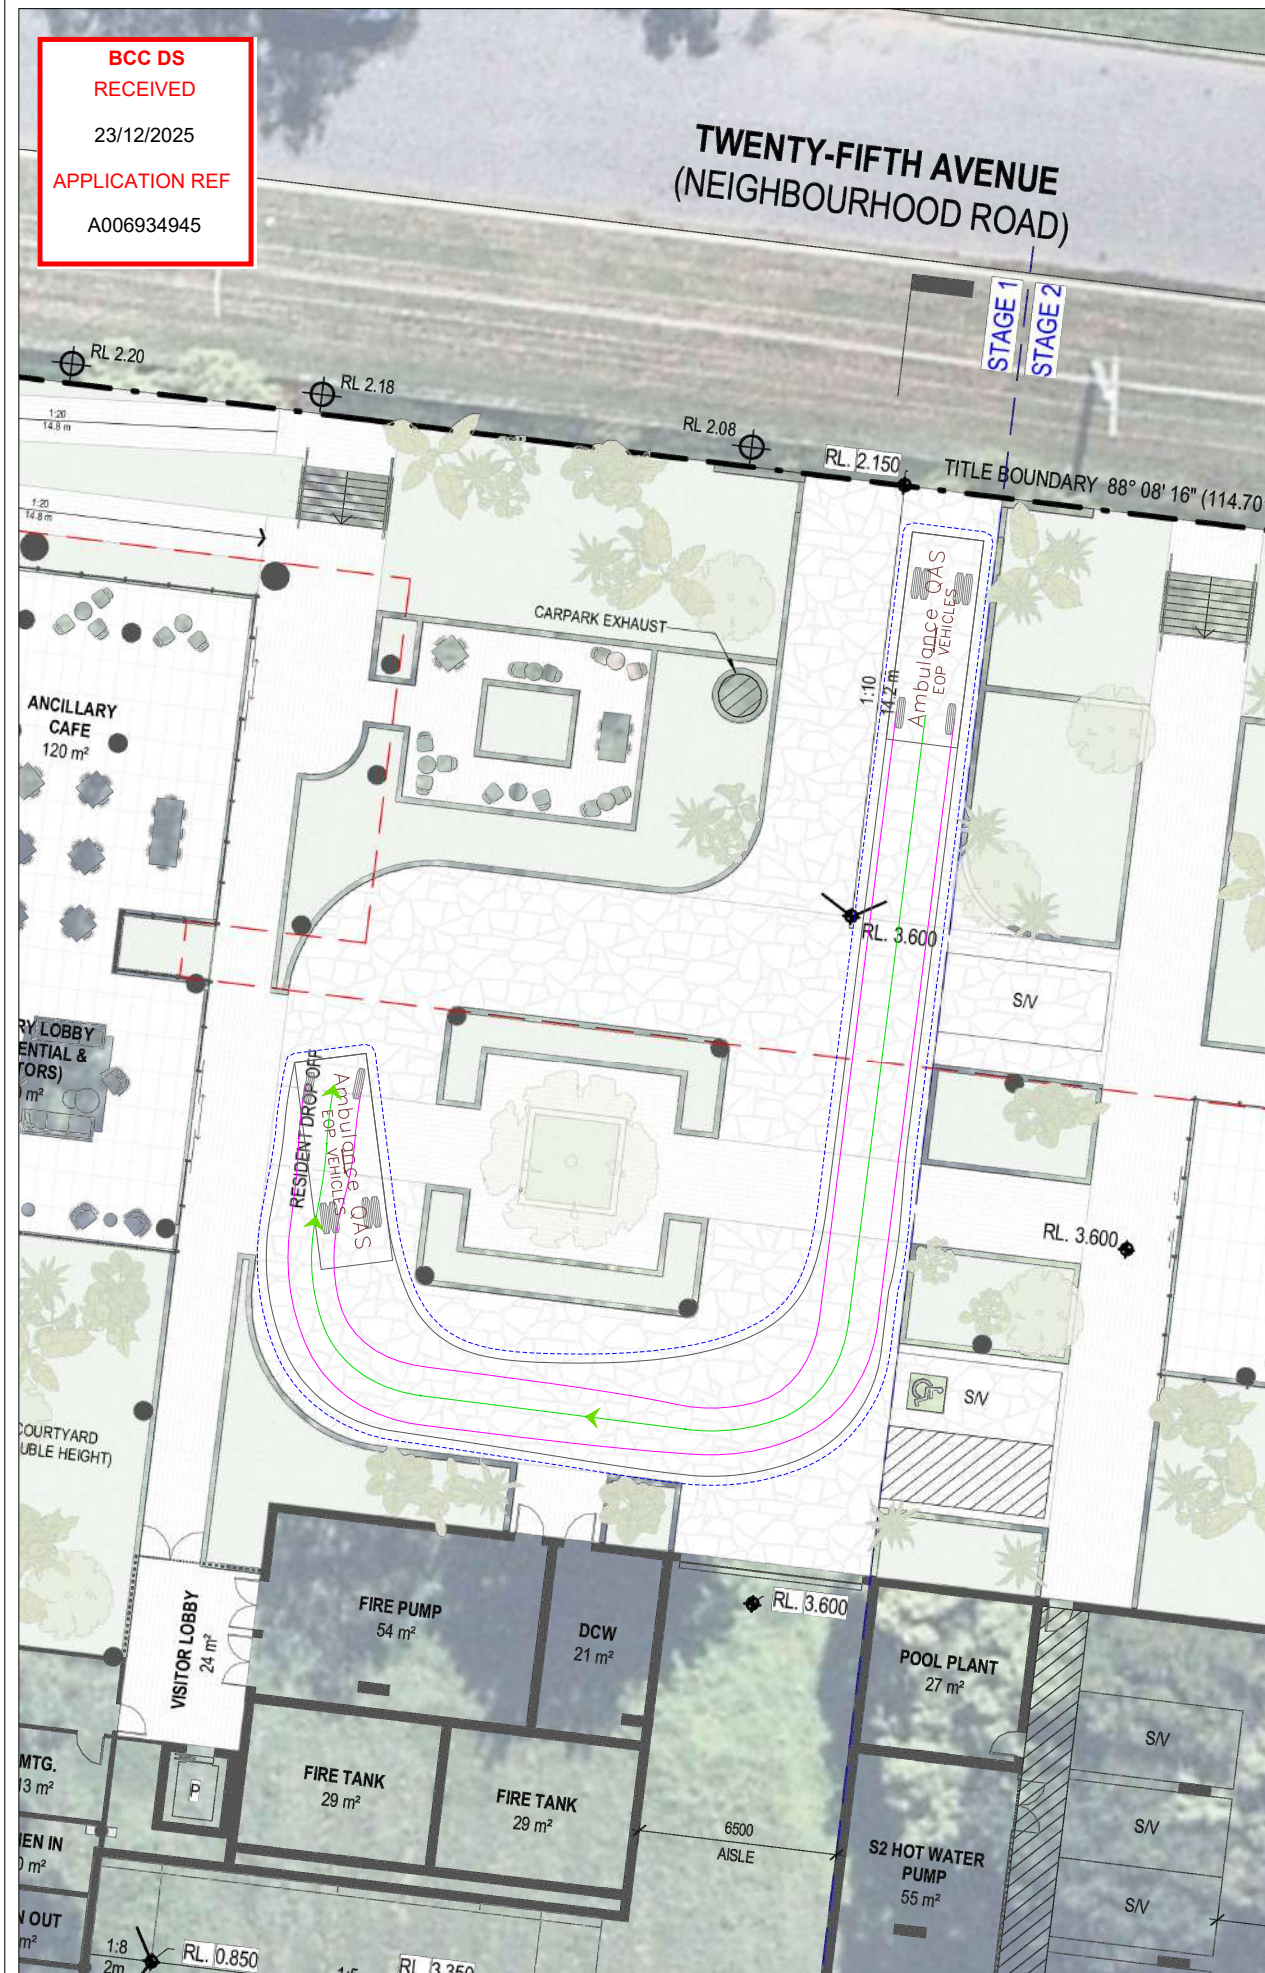 BCC DS
RECEIVED
23/12/2025
APPLICATION REF
A006934945
TWENTY-FIFTH AVENUE
(NEIGHBOURHOOD ROAD)
STAGE 1
STAGE 2
RL 2.20
RL 2.18
RL 2.08
RL. 2.150
TITLE BOUNDARY 88° 08' 16" (114.70
1:20
14.8 m
1:20
14.8 m
CARPARK EXHAUST
Ambulance QAS
EOP VEHICLES
1:10
14.2 m
ANCILLARY
CAFE
120 m²
RL. 3.600
S/V
RY LOBBY
ENTIAL &
TORS)
m²
RESIDENT DROP OFF
Ambulance QAS
EOP VEHICLES
RL. 3.600
S/V
COURTYARD
UBLE HEIGHT)
VISITOR LOBBY
24 m²
FIRE PUMP
54 m²
DCW
21 m²
RL. 3.600
POOL PLANT
27 m²
MTG.
13 m²
P
FIRE TANK
29 m²
FIRE TANK
29 m²
6500
AISLE
S/V
S/V
S/V
S2 HOT WATER
PUMP
55 m²
EN IN
m²
OUT
m²
1:8
2m
RL. 0.850
RL. 3.350